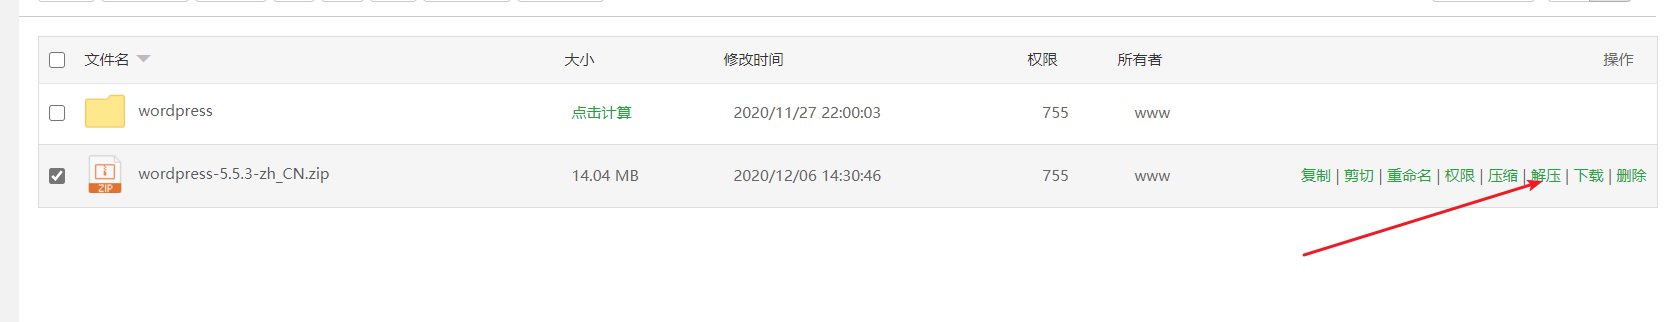 文件名 大小 修改时间 权限 所有者 操作
wordpress 点击计算 2020/11/27 22:00:03 755 www
wordpress-5.5.3-zh_CN.zip 14.04 MB 2020/12/06 14:30:46 755 www 复制 | 剪切 | 重命名 | 权限 | 压缩 | 解压 | 下载 | 删除
ZIP